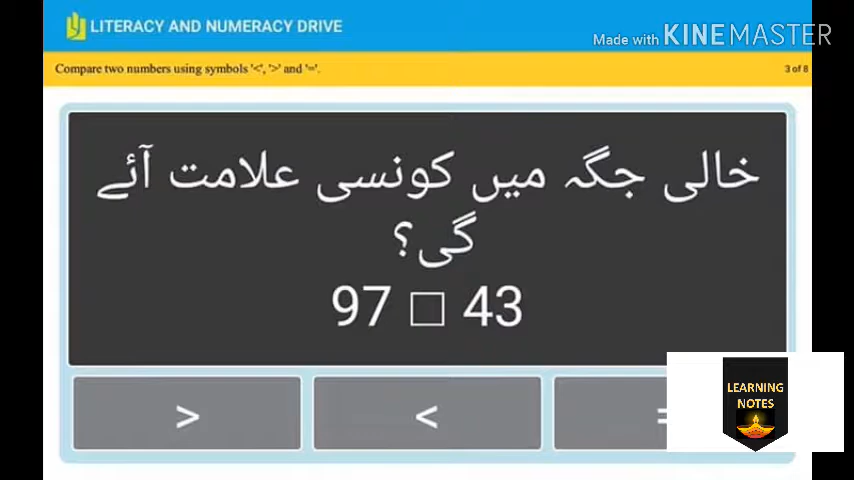 LITERACY AND NUMERACY DRIVE
Made with KINEMASTER
Compare two numbers using symbols '<', '>' and '='.
3 of 8
خالی جگہ میں کونسی علامت آئے
گی؟
97 □ 43
>
<
=
LEARNING
NOTES